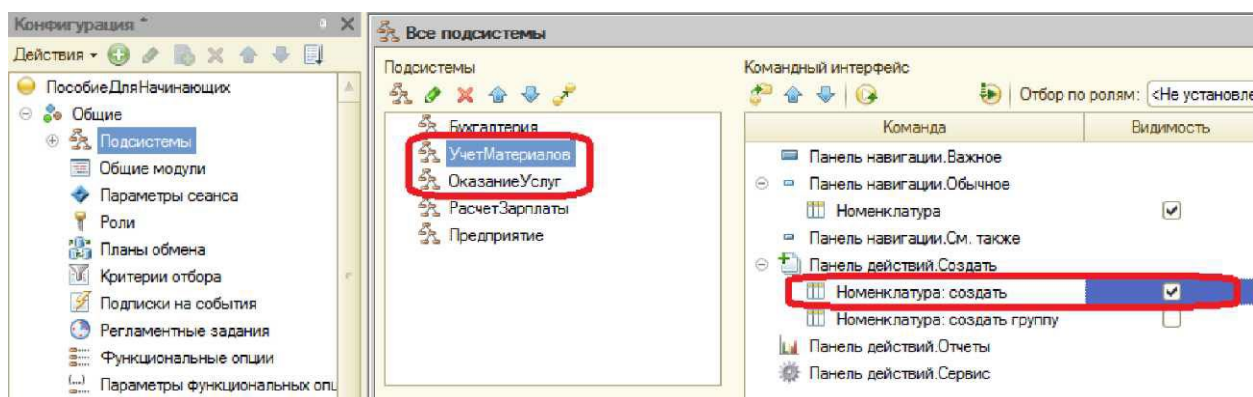 Конфигурация *
Действия
ПособиеДляНачинающих
Общие
Подсистемы
Общие модули
Параметры сеанса
Роли
Планы обмена
Критерии отбора
Подписки на события
Регламентные задания
Функциональные опции
Параметры функциональных опц
Все подсистемы
Подсистемы
Бухгалтерия
УчетМатериалов
ОказаниеУслуг
РасчетЗарплаты
Предприятие
Командный интерфейс
Отбор по ролям: <Не установле
Команда Видимость
Панель навигации.Важное
Панель навигации.Обычное
Номенклатура
Панель навигации.См. также
Панель действий.Создать
Номенклатура: создать
Номенклатура: создать группу
Панель действий.Отчеты
Панель действий.Сервис